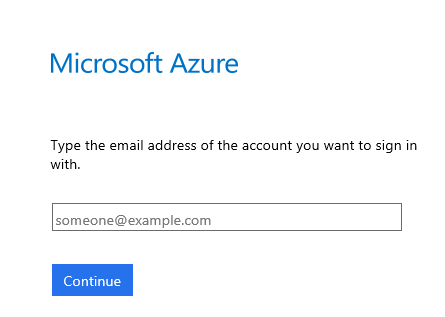 Microsoft Azure
Type the email address of the account you want to sign in
with.
someone@example.com
Continue